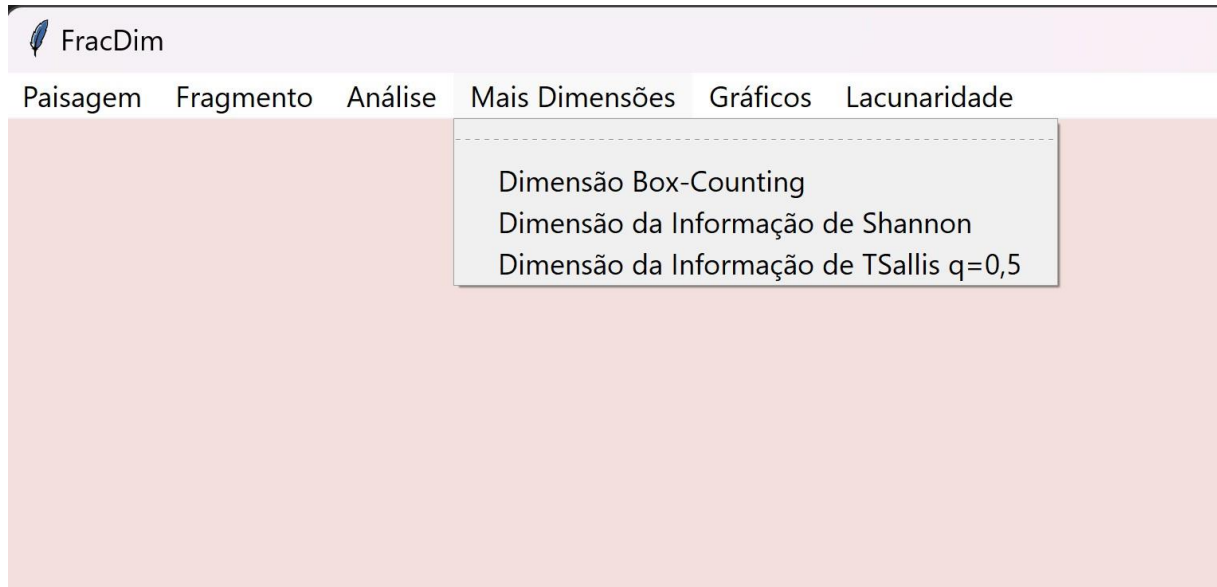 FracDim
Paisagem Fragmento Análise Mais Dimensões Gráficos Lacunaridade
Dimensão Box-Counting
Dimensão da Informação de Shannon
Dimensão da Informação de TSallis q=0,5